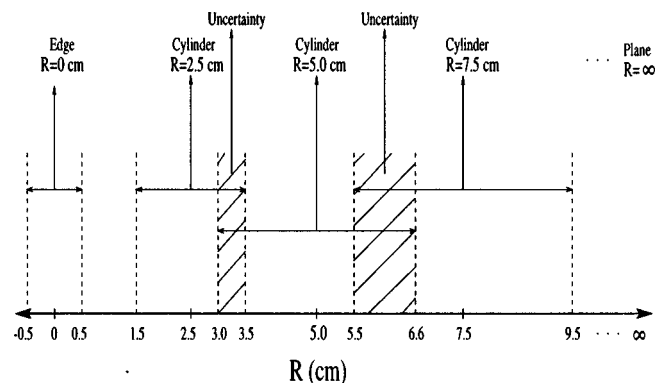 Uncertainty
Uncertainty
Edge
R=0 cm
Cylinder
R=2.5 cm
Cylinder
R=5.0 cm
Cylinder
R=7.5 cm
· · · Plane
R=∞
-0.5 0 0.5 1.5 2.5 3.0 3.5 5.0 5.5 6.6 7.5 9.5 · · · · ∞
R (cm)